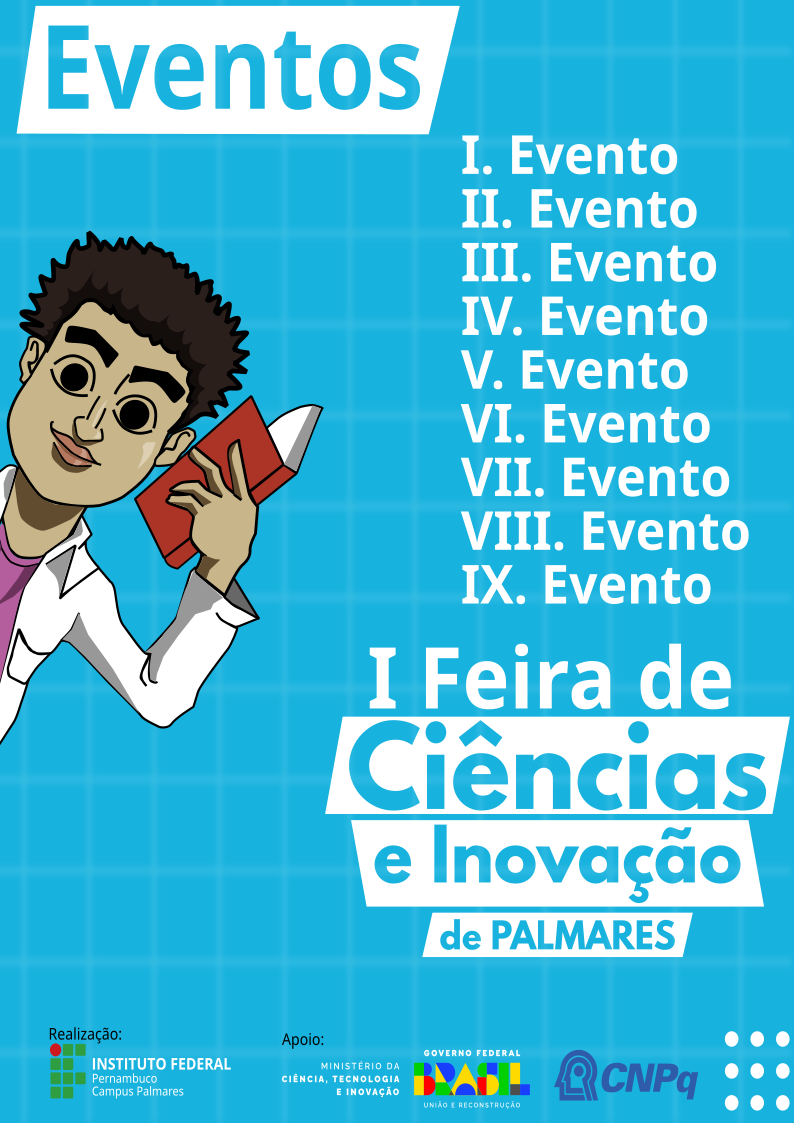 Eventos
I. Evento
II. Evento
III. Evento
IV. Evento
V. Evento
VI. Evento
VII. Evento
VIII. Evento
IX. Evento
I Feira de
Ciências
e Inovação
de PALMARES
Realização:
INSTITUTO FEDERAL
Pernambuco
Campus Palmares
Apoio:
MINISTÉRIO DA
CIÊNCIA, TECNOLOGIA
E INOVAÇÃO
GOVERNO FEDERAL
BRASIL
UNIÃO E RECONSTRUÇÃO
CNPq